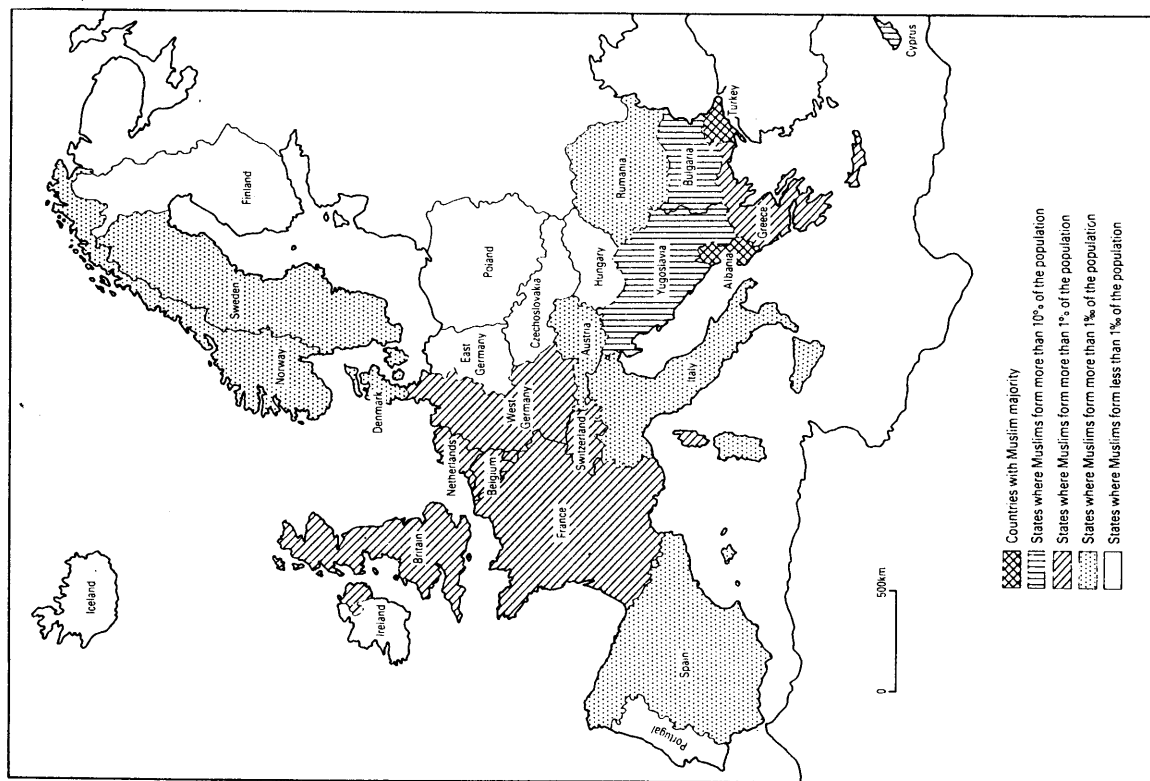 Iceland
Norway
Sweden
Finland
Denmark
Ireland
Britain
Netherlands
Belgium
West
Germany
East
Germany
Poland
Czechoslovakia
France
Switzerland
Austria
Hungary
Rumania
Yugoslavia
Bulgaria
Italy
Albania
Greece
Turkey
Cyprus
Portugal
Spain
0
500km
Countries with Muslim majority
States where Muslims form more than 10% of the population
States where Muslims form more than 1% of the population
States where Muslims form more than 1‰ of the population
States where Muslims form less than 1‰ of the population